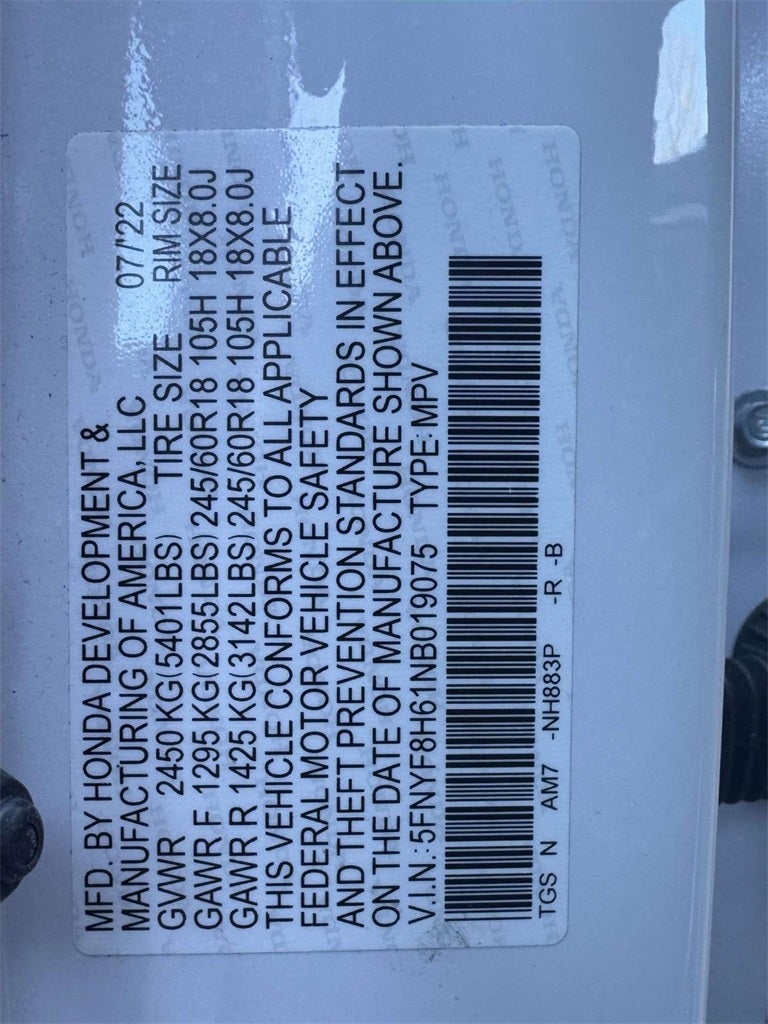 MFD. BY HONDA DEVELOPMENT &
MANUFACTURING OF AMERICA, LLC 07/'22
GVWR 2450 KG(5401LBS) TIRE SIZE RIM SIZE
GAWR F 1295 KG(2855LBS) 245/60R18 105H 18X8.0J
GAWR R 1425 KG(3142LBS) 245/60R18 105H 18X8.0J
THIS VEHICLE CONFORMS TO ALL APPLICABLE
FEDERAL MOTOR VEHICLE SAFETY
AND THEFT PREVENTION STANDARDS IN EFFECT
ON THE DATE OF MANUFACTURE SHOWN ABOVE.
V.I.N.:5FNYF8H61NB019075 TYPE:MPV
TGS N AM7 -NH883P -R -B